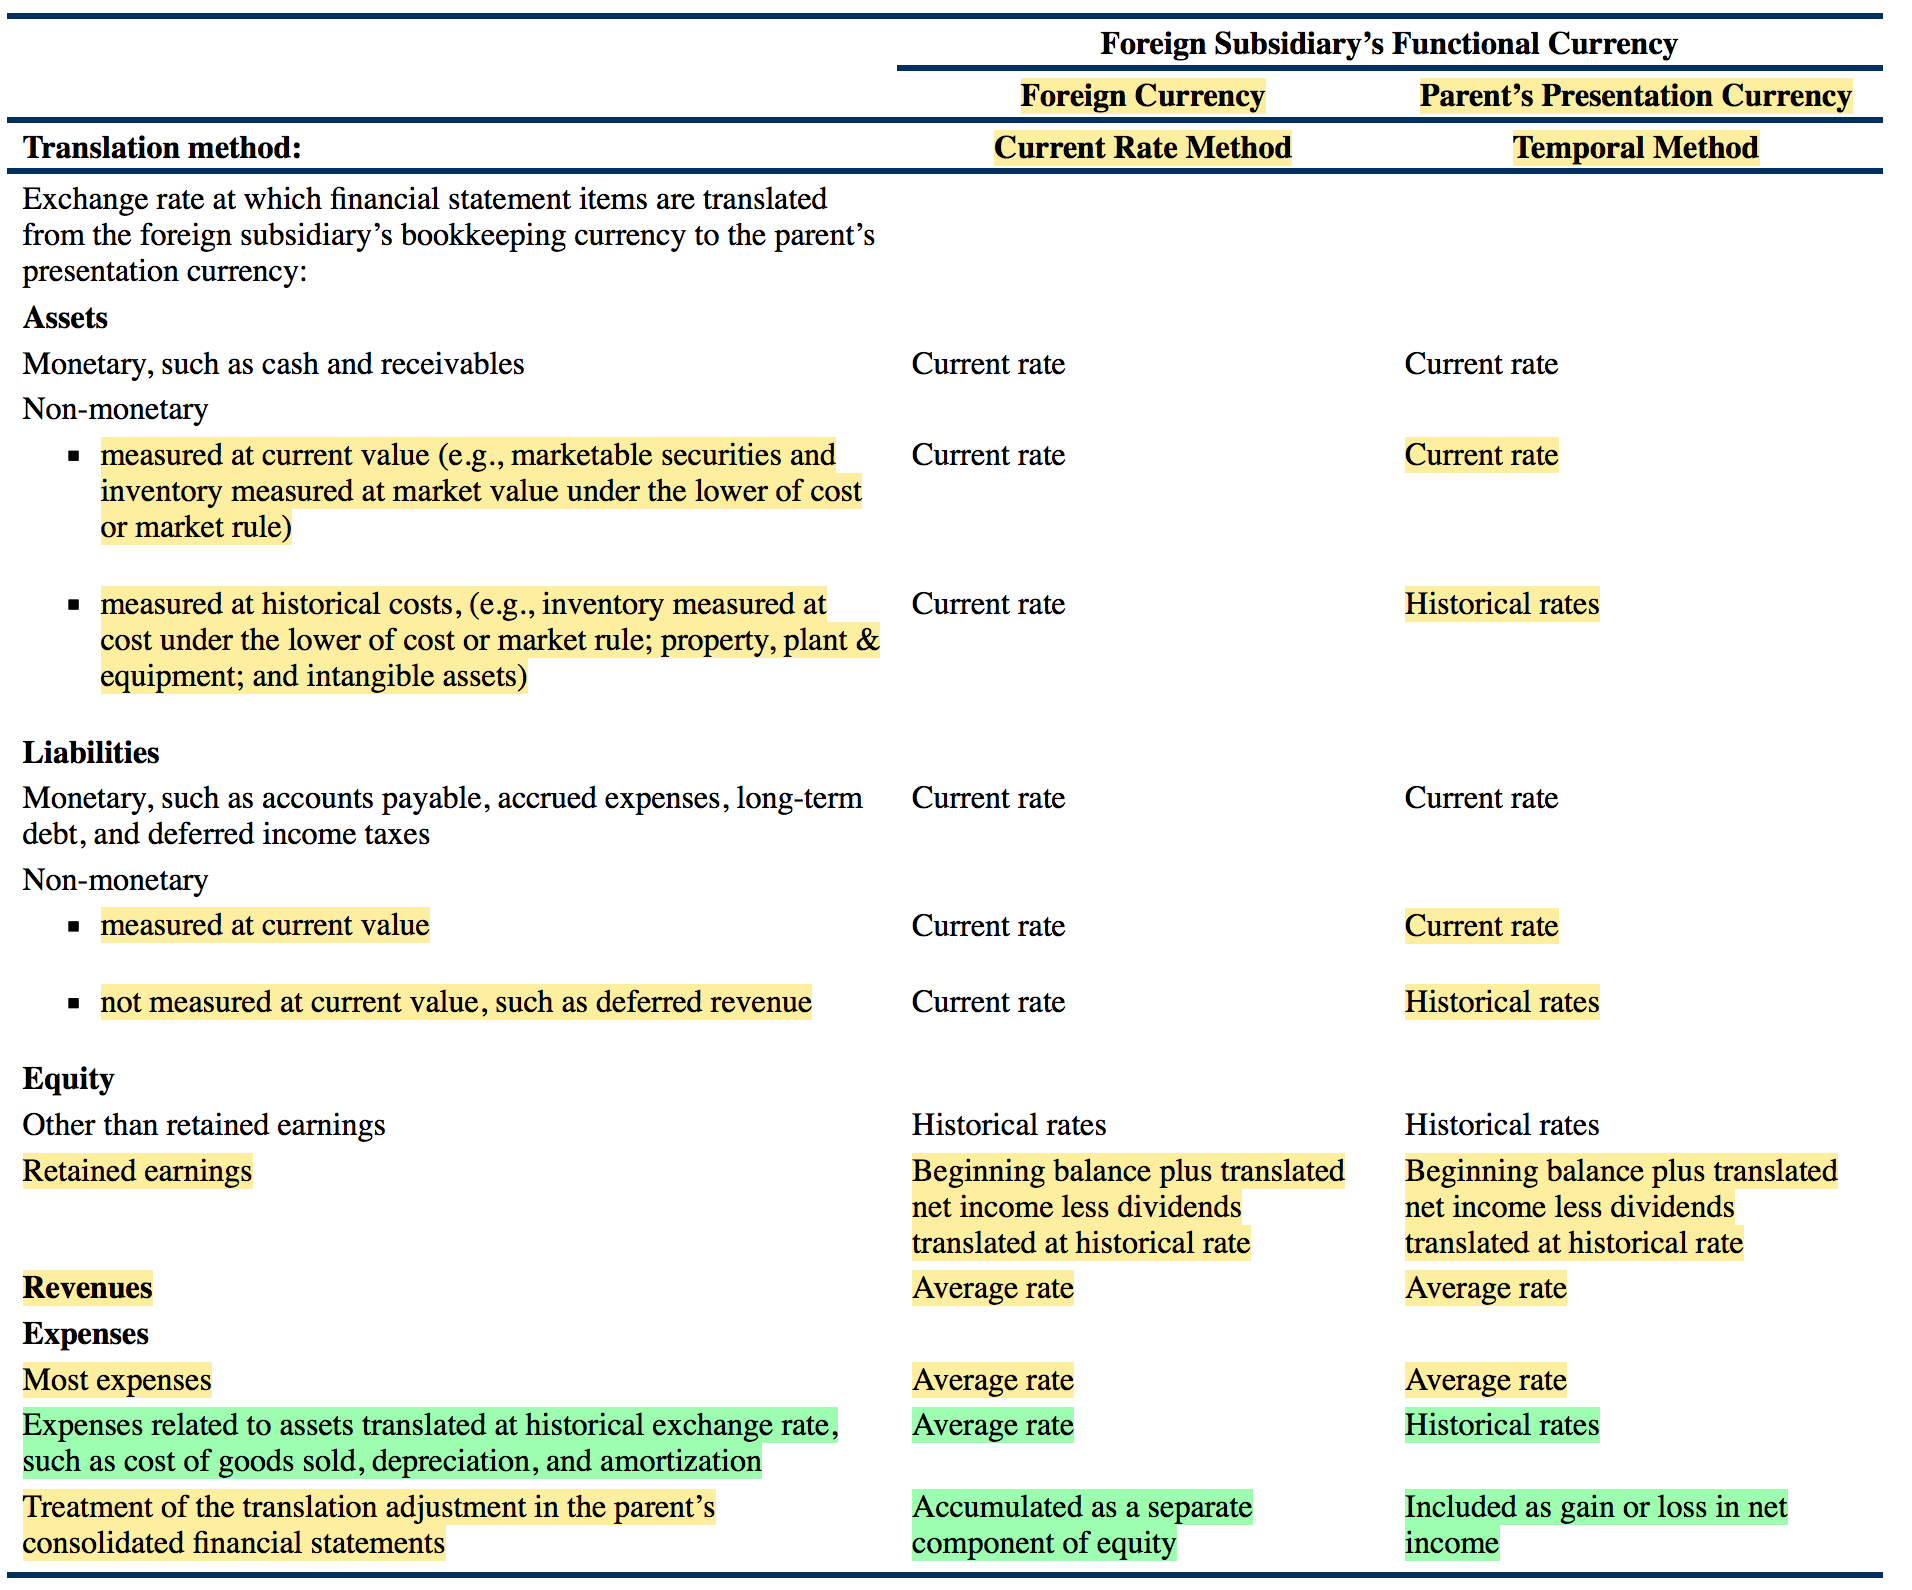 Foreign Subsidiary’s Functional Currency
Foreign Currency Parent’s Presentation Currency
Translation method: Current Rate Method Temporal Method
Exchange rate at which financial statement items are translated
from the foreign subsidiary’s bookkeeping currency to the parent’s
presentation currency:
Assets
Monetary, such as cash and receivables Current rate Current rate
Non-monetary
▪ measured at current value (e.g., marketable securities and Current rate Current rate
inventory measured at market value under the lower of cost
or market rule)
▪ measured at historical costs, (e.g., inventory measured at Current rate Historical rates
cost under the lower of cost or market rule; property, plant &
equipment; and intangible assets)
Liabilities
Monetary, such as accounts payable, accrued expenses, long-term Current rate Current rate
debt, and deferred income taxes
Non-monetary
▪ measured at current value Current rate Current rate
▪ not measured at current value, such as deferred revenue Current rate Historical rates
Equity
Other than retained earnings Historical rates Historical rates
Retained earnings Beginning balance plus translated Beginning balance plus translated
net income less dividends net income less dividends
translated at historical rate translated at historical rate
Revenues Average rate Average rate
Expenses
Most expenses Average rate Average rate
Expenses related to assets translated at historical exchange rate, Average rate Historical rates
such as cost of goods sold, depreciation, and amortization
Treatment of the translation adjustment in the parent’s Accumulated as a separate Included as gain or loss in net
consolidated financial statements component of equity income